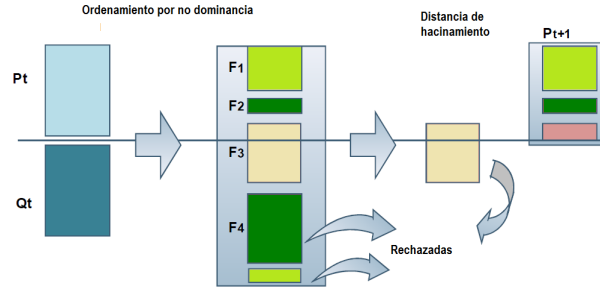 Ordenamiento por no dominancia
Distancia de
hacinamiento
Pt+1
Pt
F1
F2
F3
Qt
F4
Rechazadas